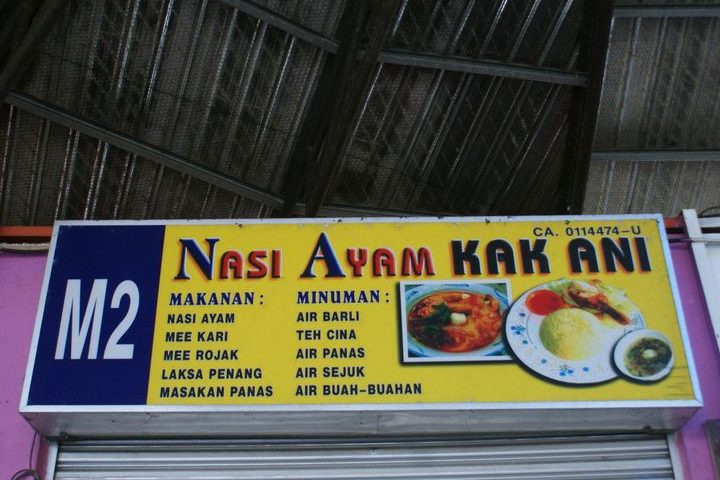 M2
CA. 0114474-U
NASI AYAM KAK ANI
MAKANAN :
NASI AYAM
MEE KARI
MEE ROJAK
LAKSA PENANG
MASAKAN PANAS
MINUMAN :
AIR BARLI
TEH CINA
AIR PANAS
AIR SEJUK
AIR BUAH-BUAHAN